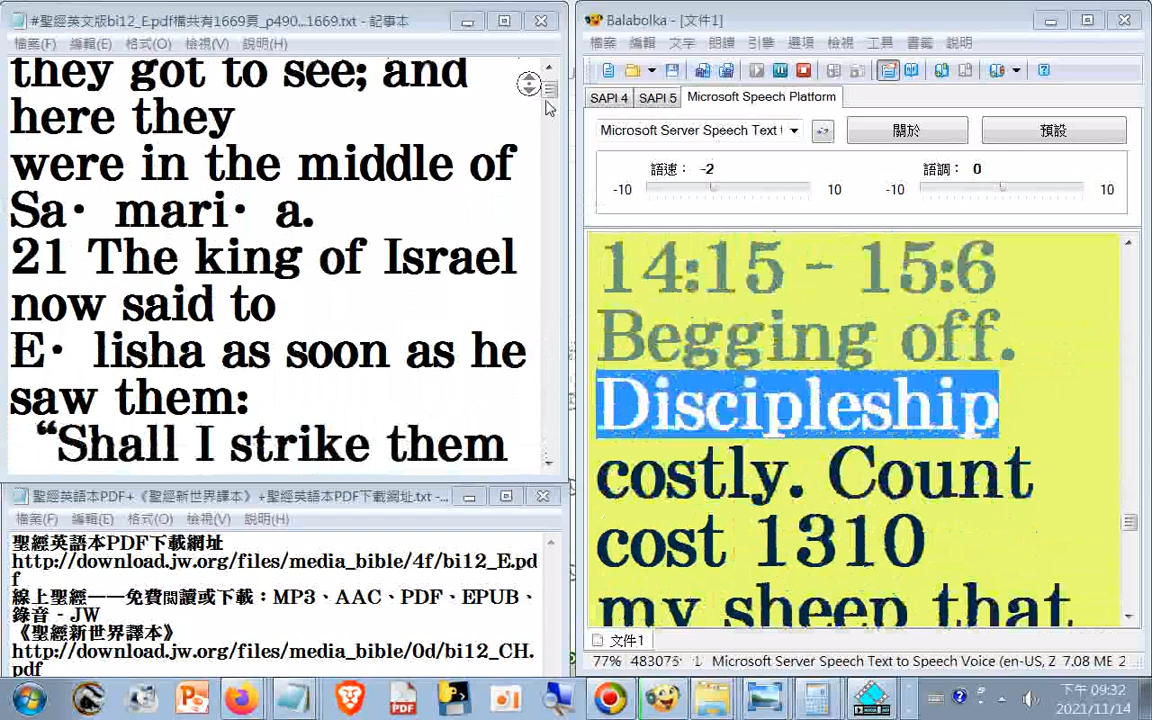 #聖經英文版bi12_E.pdf檔共有1669頁_p490...1669.txt - 記事本
檔案(F) 編輯(E) 格式(O) 檢視(V) 說明(H)
they got to see; and
here they
were in the middle of
Sa· mari· a.
21 The king of Israel
now said to
E· lisha as soon as he
saw them:
“Shall I strike them
聖經英語本PDF+《聖經新世界譯本》+聖經英語本PDF下載網址.txt -...
檔案(F) 編輯(E) 格式(O) 檢視(V) 說明(H)
聖經英語本PDF下載網址
http://download.jw.org/files/media_bible/4f/bi12_E.pd
f
線上聖經——免費閱讀或下載：MP3、AAC、PDF、EPUB、
錄音 - JW
《聖經新世界譯本》
http://download.jw.org/files/media_bible/0d/bi12_CH.
pdf
Balabolka - [文件1]
檔案 編輯 文字 朗讀 引擎 選項 檢視 工具 書籤 說明
SAPI 4 SAPI 5 Microsoft Speech Platform
Microsoft Server Speech Text 關於 預設
語速： -2 語調： 0
-10 10 -10 10
14:15 - 15:6
Begging off.
Discipleship
costly. Count
cost 1310
my sheep that
文件1
77% 483075 Microsoft Server Speech Text to Speech Voice (en-US, Z 7.08 MB 2
下午 09:32
2021/11/14